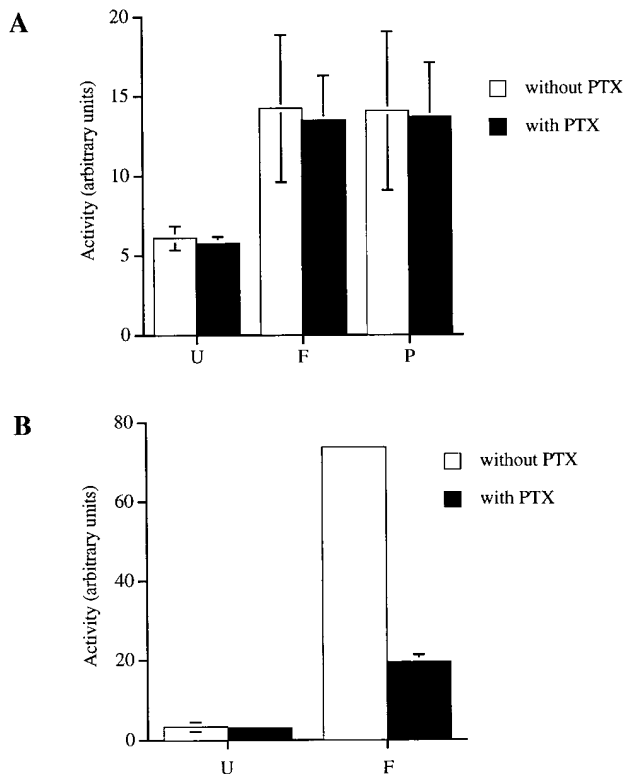 A
Activity (arbitrary units)
20
15
10
5
0
U F P
without PTX
with PTX
B
Activity (arbitrary units)
80
60
40
20
0
U F
without PTX
with PTX